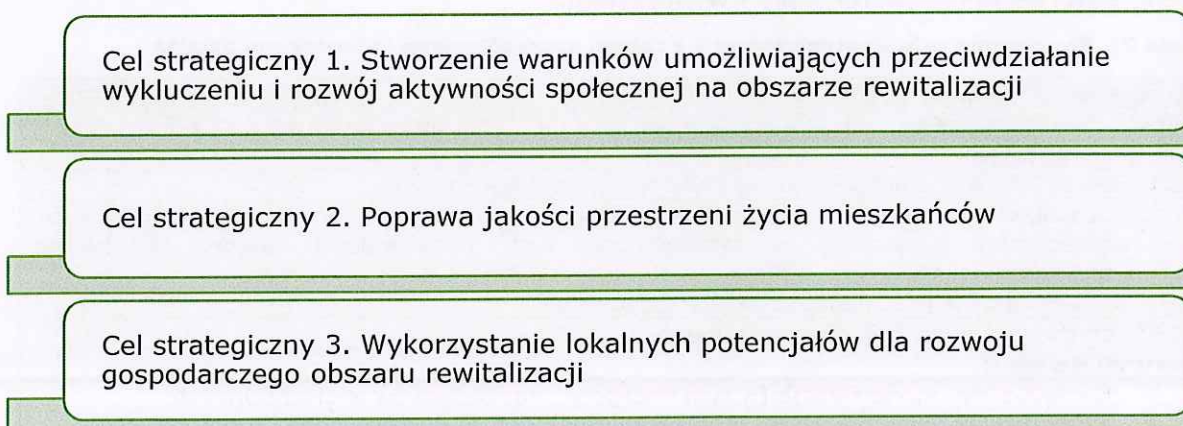 Cel strategiczny 1. Stworzenie warunków umożliwiających przeciwdziałanie
wykluczeniu i rozwój aktywności społecznej na obszarze rewitalizacji
Cel strategiczny 2. Poprawa jakości przestrzeni życia mieszkańców
Cel strategiczny 3. Wykorzystanie lokalnych potencjałów dla rozwoju
gospodarczego obszaru rewitalizacji